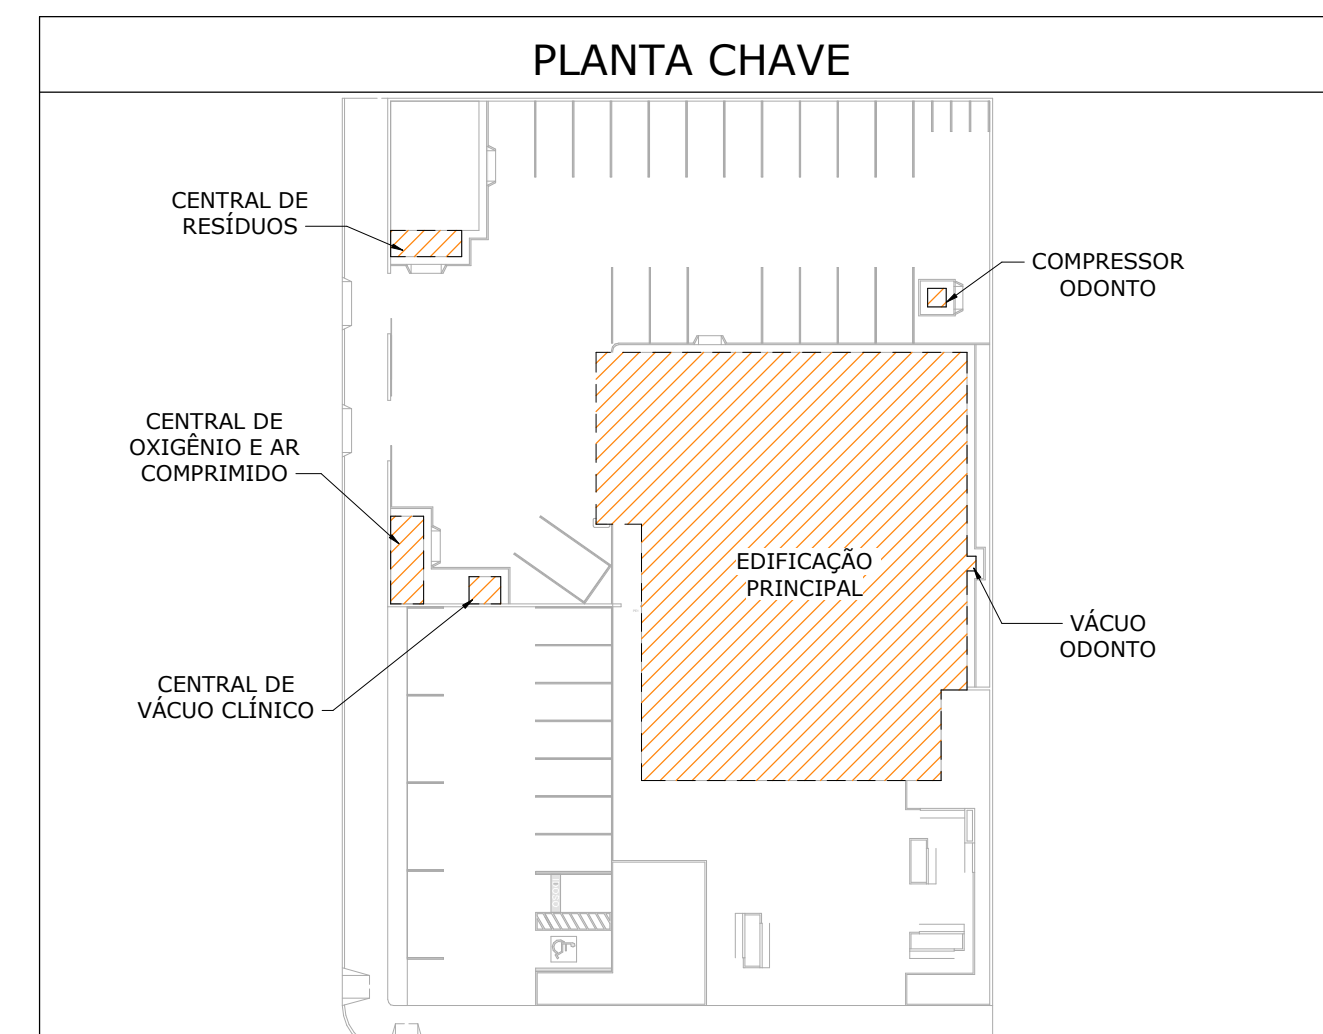 PLANTA CHAVE
CENTRAL DE
RESÍDUOS
COMPRESSOR
ODONTO
CENTRAL DE
OXIGÊNIO E AR
COMPRIMIDO
EDIFICAÇÃO
PRINCIPAL
VÁCUO
ODONTO
CENTRAL DE
VÁCUO CLÍNICO